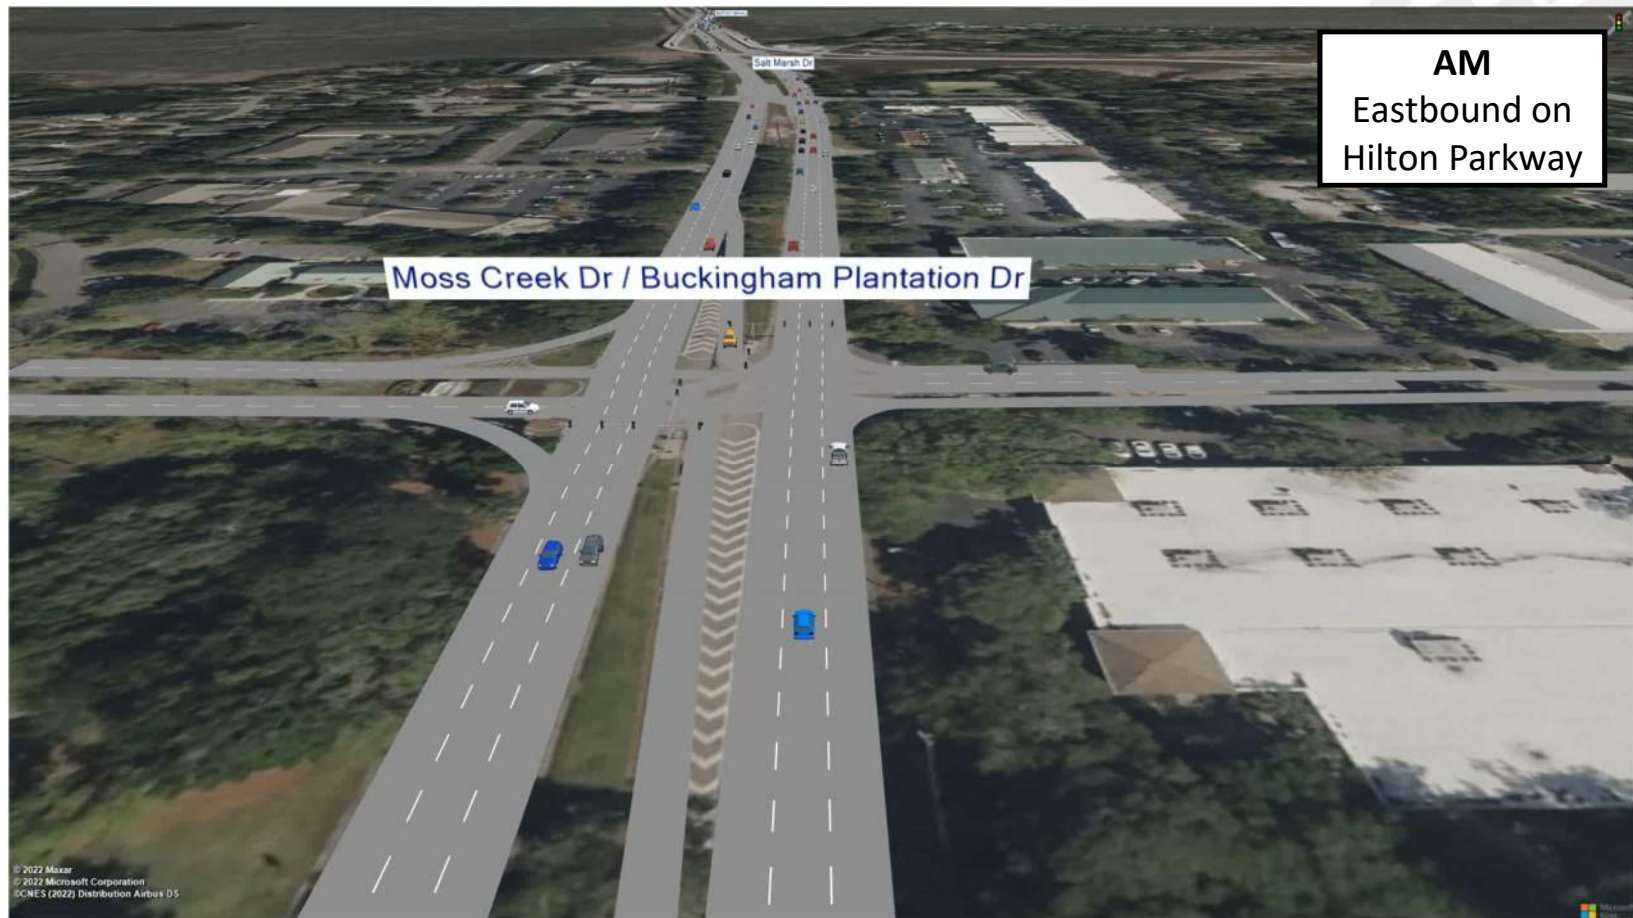 Salt Marsh Dr
AM
Eastbound on
Hilton Parkway
Moss Creek Dr / Buckingham Plantation Dr
© 2022 Maxar
© 2022 Microsoft Corporation
©CNES (2022) Distribution Airbus DS
Microsoft